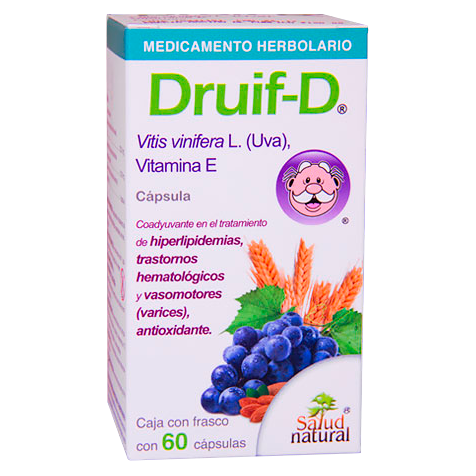 MEDICAMENTO HERBOLARIO
Druif-D®
Vitis vinifera L. (Uva),
Vitamina E
Cápsula
®
Coadyuvante en el tratamiento
de hiperlipidemias,
trastornos
hematológicos
y vasomotores
(varices),
antioxidante.
Caja con frasco
con 60 cápsulas
Salud®
natural